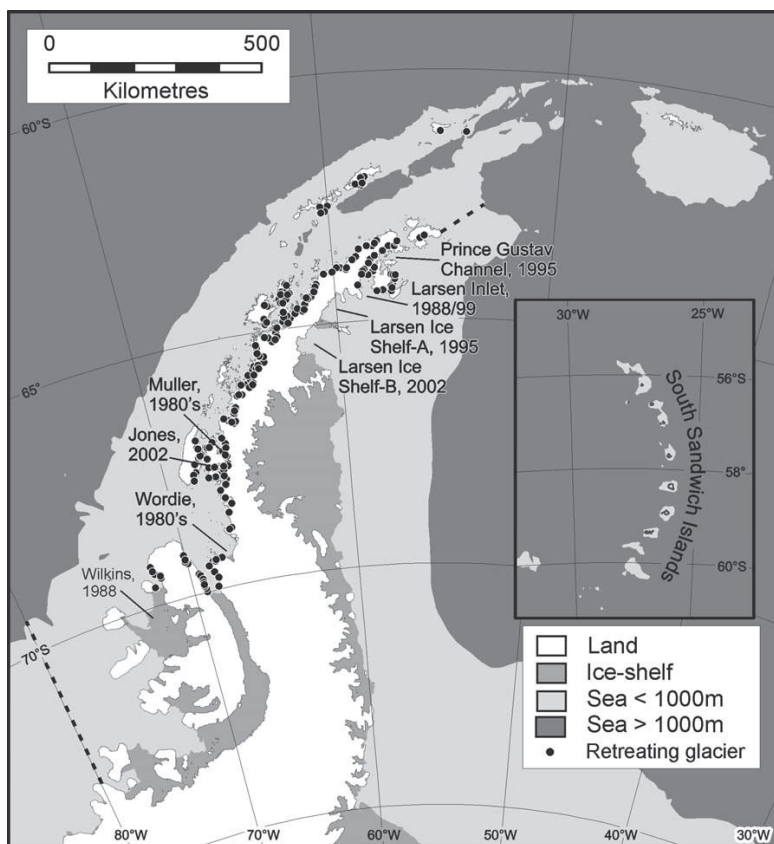 0 500
Kilometres
60°S
65°
70°S
Prince Gustav
Channel, 1995
Larsen Inlet,
1988/99
Larsen Ice
Shelf-A, 1995
Larsen Ice
Shelf-B, 2002
Muller,
1980's
Jones,
2002
Wordie,
1980's
Wilkins,
1988
30°W 25°W
56°S
58°
60°S
South Sandwich Islands
Land
Ice-shelf
Sea < 1000m
Sea > 1000m
Retreating glacier
80°W 70°W 60°W 50°W 40°W 30°W